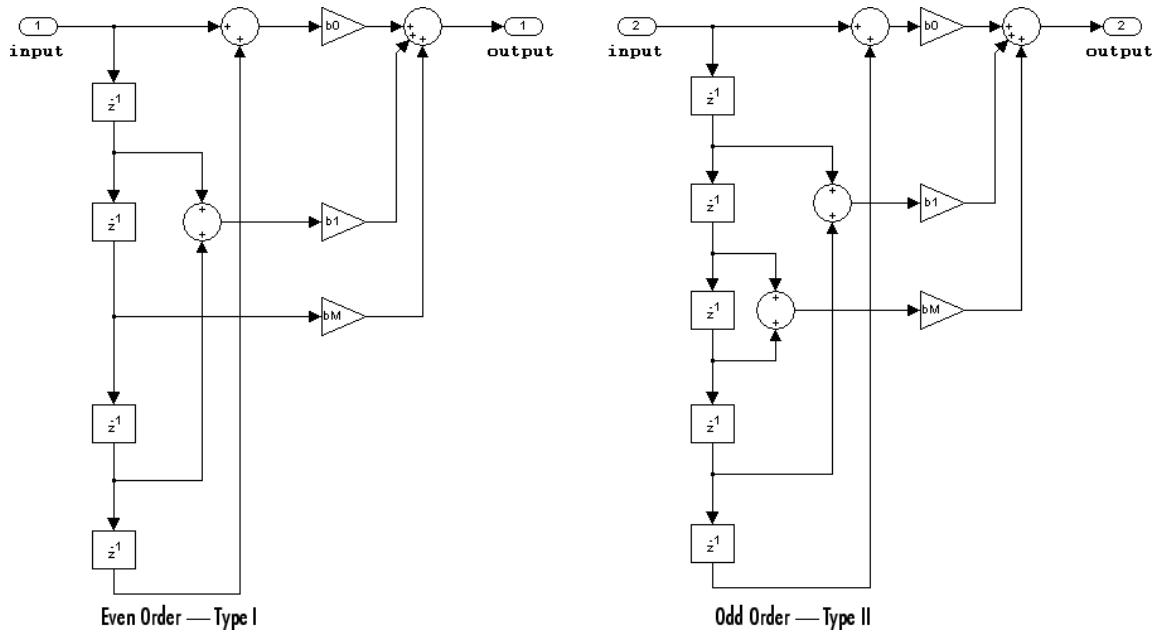 1
input
+
+
b0
+
+
+
1
output
z-1
z-1
+
+
b1
bM
z-1
z-1
Even Order — Type I
2
input
+
+
b0
+
+
+
2
output
z-1
z-1
+
+
b1
z-1
+
+
bM
z-1
z-1
Odd Order — Type II